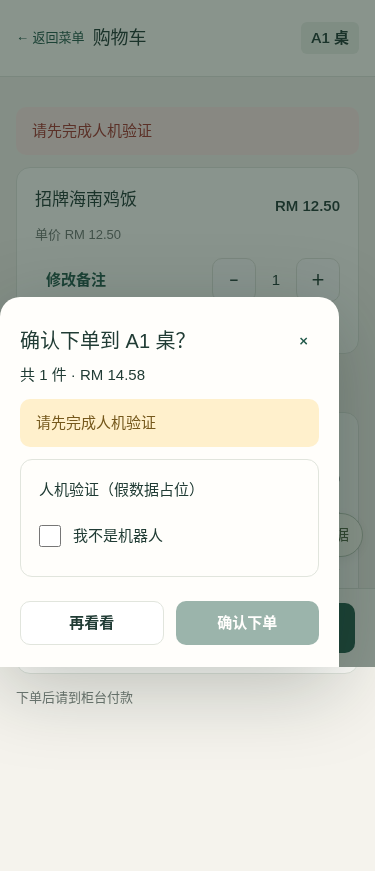 ← 返回菜单 购物车 A1 桌
请先完成人机验证
招牌海南鸡饭 RM 12.50
单价 RM 12.50
修改备注 − 1 +
确认下单到 A1 桌？ ×
共 1 件 · RM 14.58
请先完成人机验证
人机验证（假数据占位）
我不是机器人
据
再看看 确认下单
下单后请到柜台付款